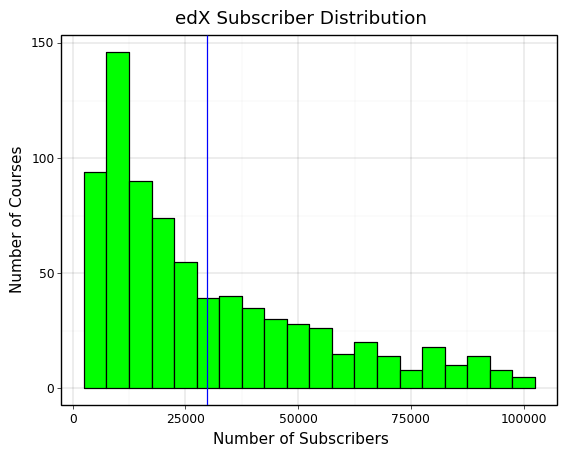 edX Subscriber Distribution
150
100
50
0
Number of Courses
0 25000 50000 75000 100000
Number of Subscribers